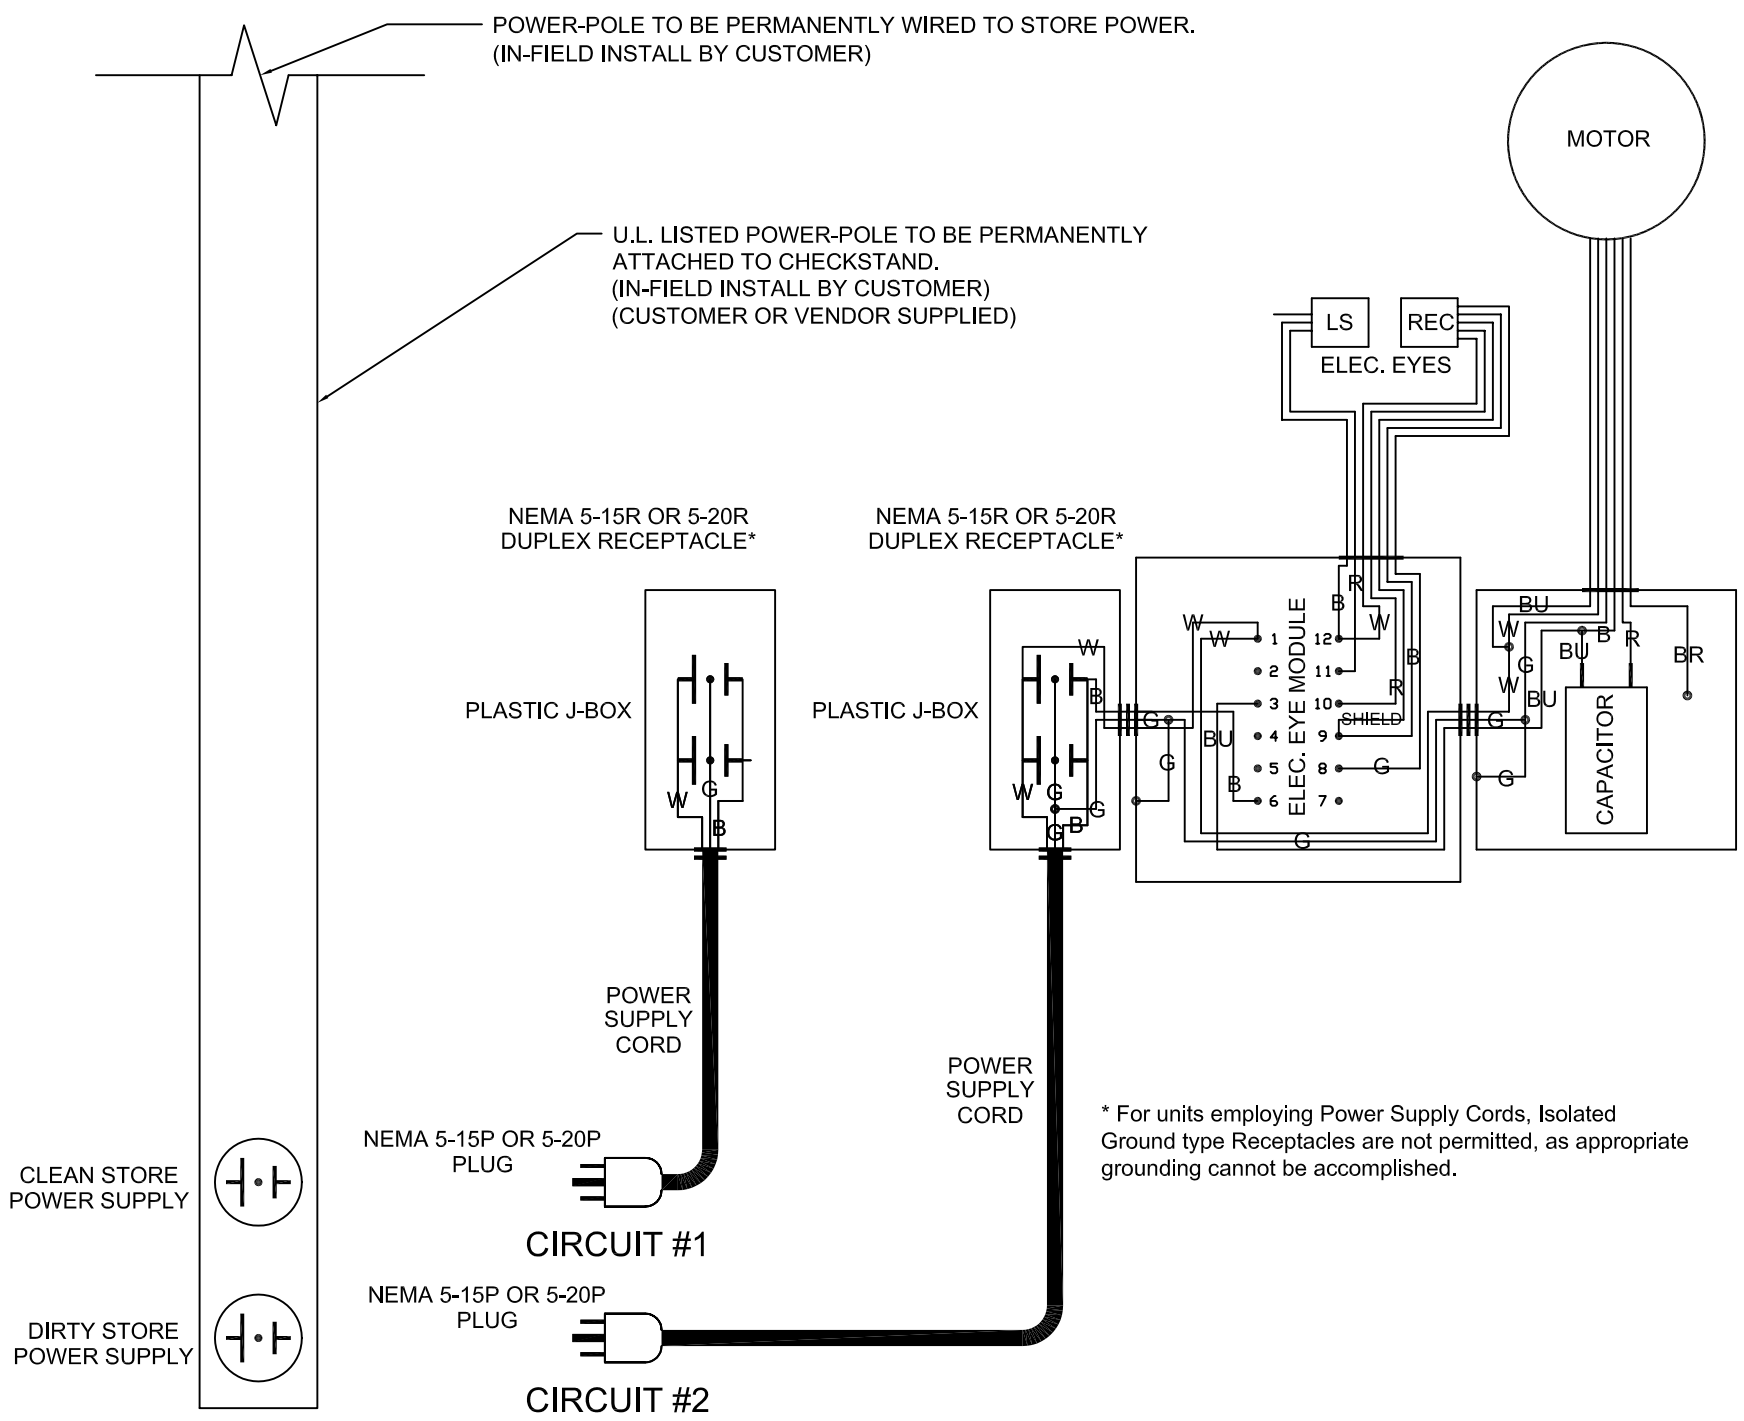 POWER-POLE TO BE PERMANENTLY WIRED TO STORE POWER.
(IN-FIELD INSTALL BY CUSTOMER)
MOTOR
U.L. LISTED POWER-POLE TO BE PERMANENTLY
ATTACHED TO CHECKSTAND.
(IN-FIELD INSTALL BY CUSTOMER)
(CUSTOMER OR VENDOR SUPPLIED)
LS
REC
ELEC. EYES
NEMA 5-15R OR 5-20R
DUPLEX RECEPTACLE*
NEMA 5-15R OR 5-20R
DUPLEX RECEPTACLE*
PLASTIC J-BOX
W
G
B
PLASTIC J-BOX
W
B
W
G
G
G
B
W
W
G
G
BU
B
G
1
2
3
4
5
6
ELEC. EYE MODULE
12
11
10
9
8
7
B
R
W
B
R
SHIELD
G
G
G
BU
W
W
G
BU
BU
B
R
BR
CAPACITOR
POWER
SUPPLY
CORD
POWER
SUPPLY
CORD
* For units employing Power Supply Cords, Isolated
Ground type Receptacles are not permitted, as appropriate
grounding cannot be accomplished.
CLEAN STORE
POWER SUPPLY
NEMA 5-15P OR 5-20P
PLUG
CIRCUIT #1
DIRTY STORE
POWER SUPPLY
NEMA 5-15P OR 5-20P
PLUG
CIRCUIT #2